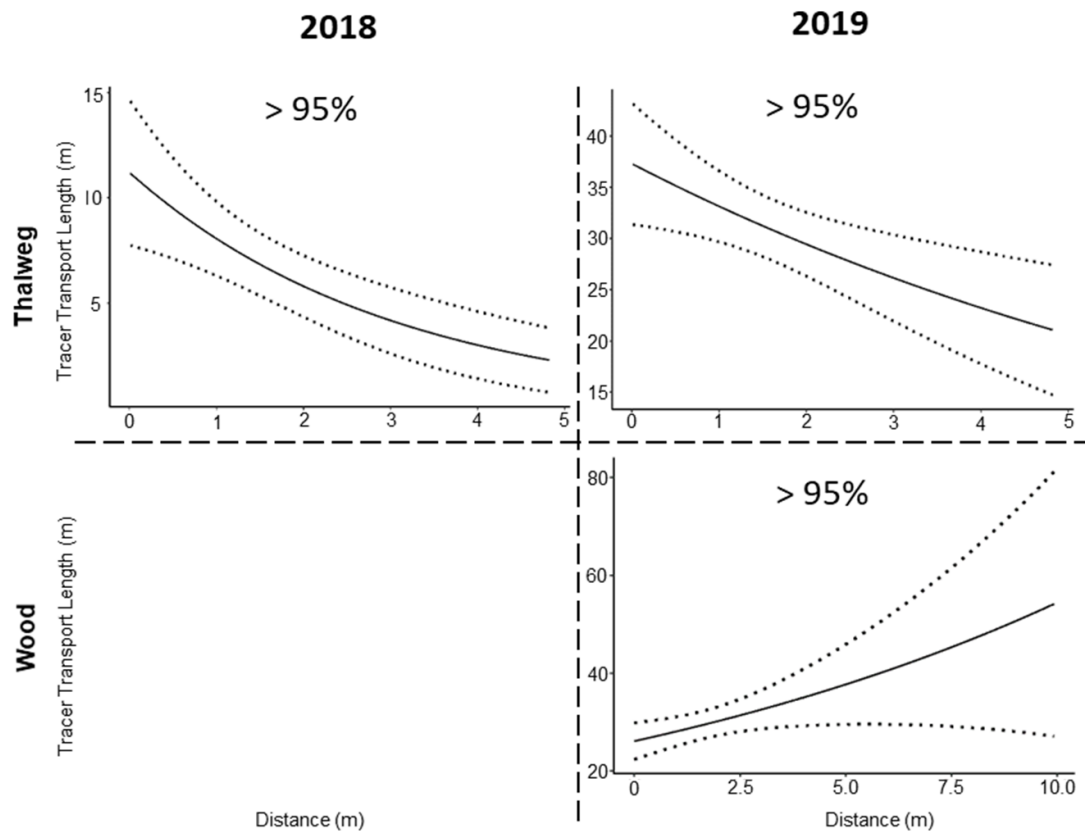 2018
2019
Thalweg
Tracer Transport Length (m)
> 95%
15
10
5
0 1 2 3 4 5
> 95%
40
35
30
25
20
15
0 1 2 3 4 5
Wood
Tracer Transport Length (m)
Distance (m)
> 95%
80
60
40
20
0 2.5 5.0 7.5 10.0
Distance (m)